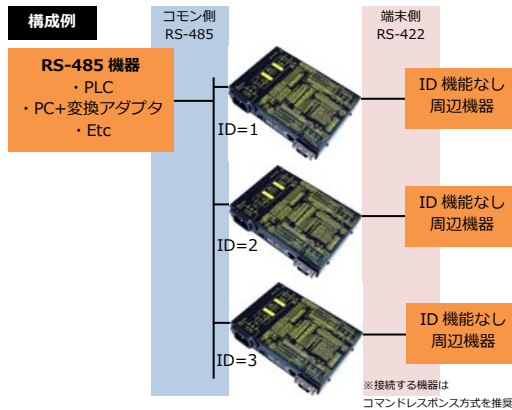 構成例
コモン側
RS-485
端末側
RS-422
RS-485 機器
・PLC
・PC+変換アダプタ
・Etc
ID=1
ID 機能なし
周辺機器
ID=2
ID 機能なし
周辺機器
ID=3
ID 機能なし
周辺機器
※接続する機器は
コマンドレスポンス方式を推奨